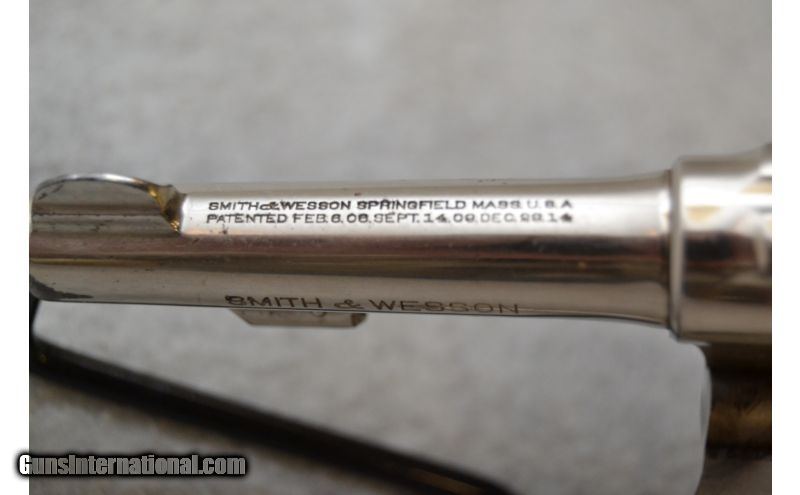 SMITH & WESSON SPRINGFIELD MASS. U.S.A
PATENTED FEB.6.06.SEPT.14.09.DEC.29.14
SMITH & WESSON
GunsInternational.com